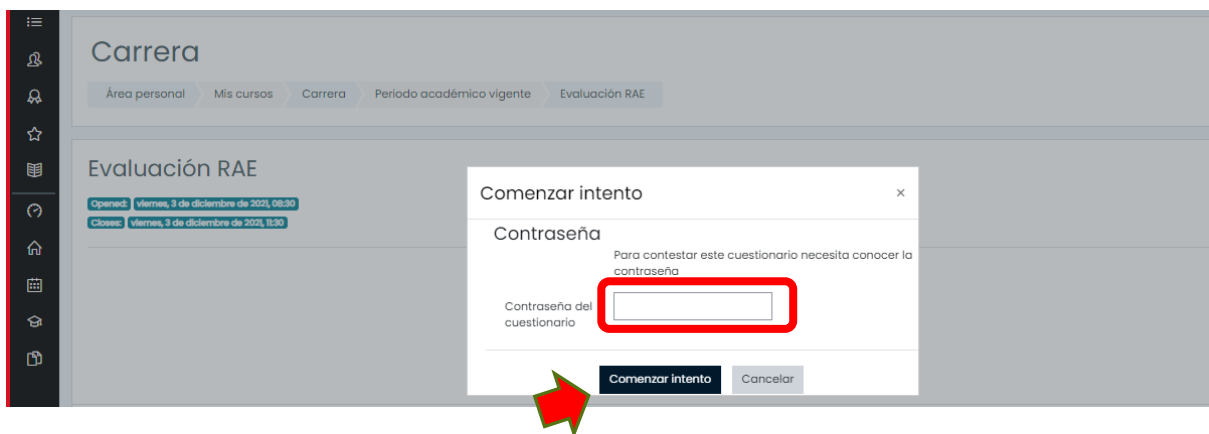 Carrera
Área personal Mis cursos Carrera Periodo académico vigente Evaluación RAE
Evaluación RAE
Opened: viernes, 3 de diciembre de 2021, 08:30
Closes: viernes, 3 de diciembre de 2021, 11:30
Comenzar intento ×
Contraseña
Para contestar este cuestionario necesita conocer la
contraseña
Contraseña del
cuestionario
Comenzar intento Cancelar